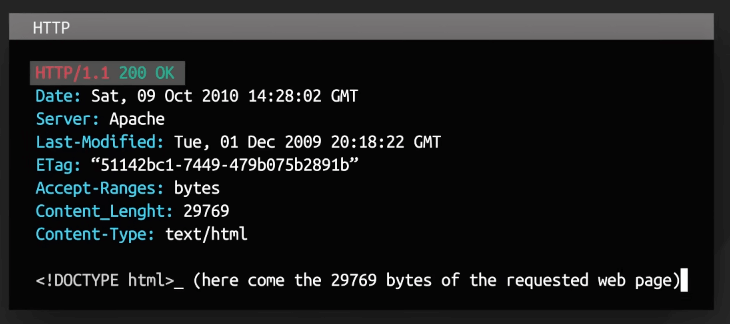 HTTP
HTTP/1.1 200 OK
Date: Sat, 09 Oct 2010 14:28:02 GMT
Server: Apache
Last-Modified: Tue, 01 Dec 2009 20:18:22 GMT
ETag: “51142bc1-7449-479b075b2891b”
Accept-Ranges: bytes
Content_Lenght: 29769
Content-Type: text/html
<!DOCTYPE html>_ (here come the 29769 bytes of the requested web page)